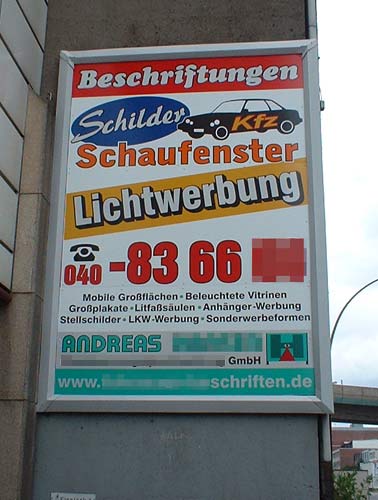 Beschriftungen
Schilder
Kfz
Schaufenster
Lichtwerbung
040 -83 66
Mobile Großflächen • Beleuchtete Vitrinen
Großplakate • Litfaßsäulen • Anhänger-Werbung
Stellschilder • LKW-Werbung • Sonderwerbeformen
ANDREAS
GmbH
www. schriften.de